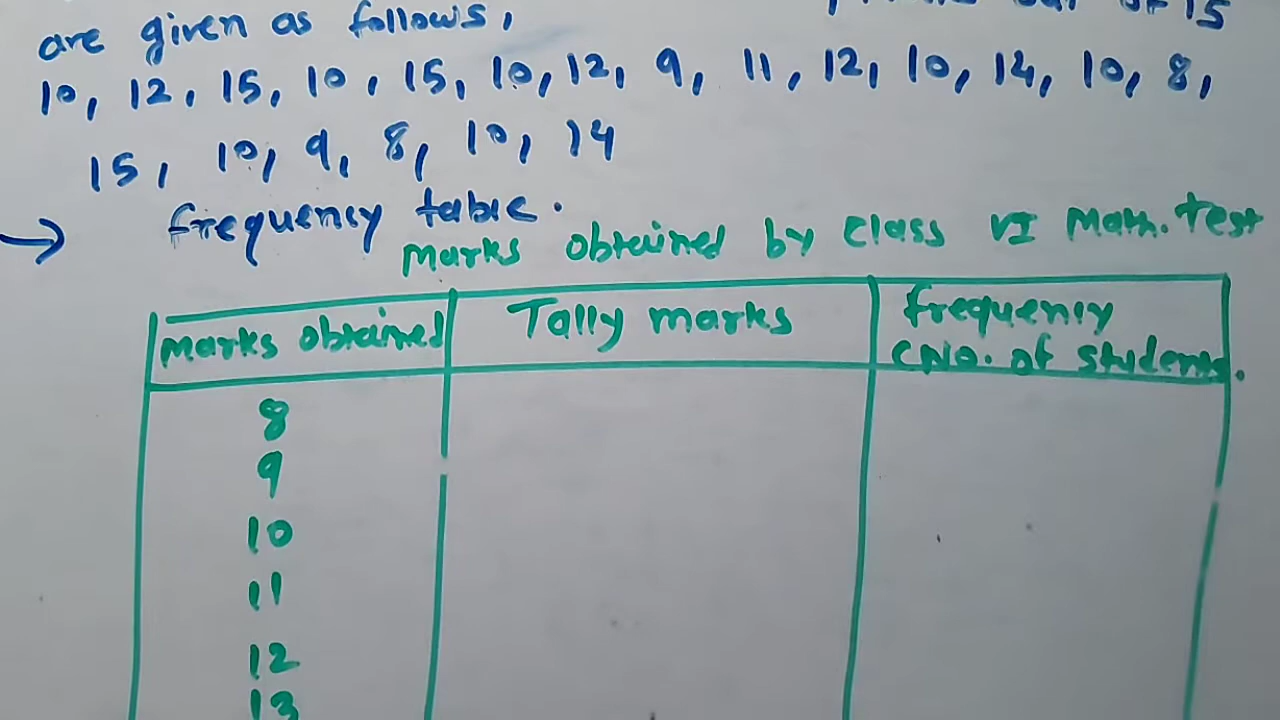 of 15
are given as follows,
10, 12, 15, 10, 15, 10, 12, 9, 11, 12, 10, 14, 10, 8,
15, 10, 9, 8, 10, 14
→ frequency table.
Marks obtained by Class VI Math. Test
Marks obtained
Tally marks
frequency
(No. of students.
8
9
10
11
12
13